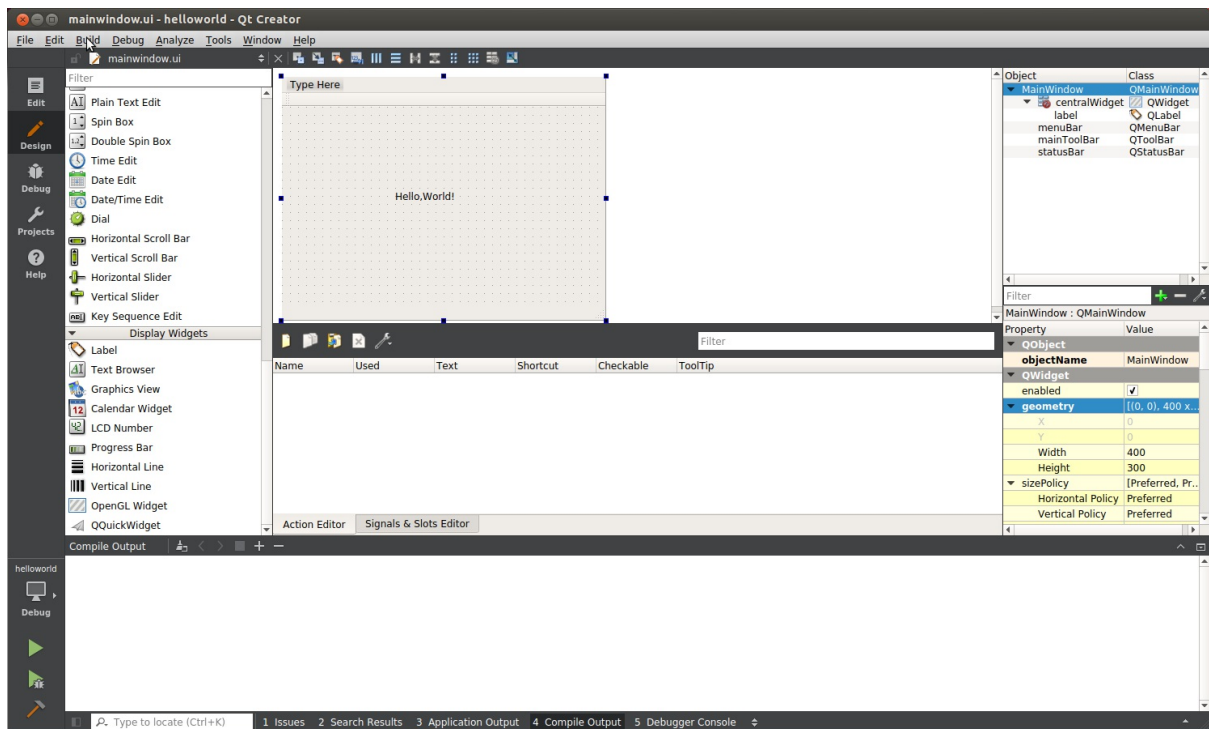 mainwindow.ui - helloworld - Qt Creator
File Edit Build Debug Analyze Tools Window Help
mainwindow.ui
Edit
Design
Debug
Projects
Help
helloworld
Debug
Filter
Plain Text Edit
Spin Box
Double Spin Box
Time Edit
Date Edit
Date/Time Edit
Dial
Horizontal Scroll Bar
Vertical Scroll Bar
Horizontal Slider
Vertical Slider
Key Sequence Edit
Display Widgets
Label
Text Browser
Graphics View
Calendar Widget
LCD Number
Progress Bar
Horizontal Line
Vertical Line
OpenGL Widget
QQuickWidget
Type Here
Hello,World!
Filter
Name Used Text Shortcut Checkable ToolTip
Action Editor Signals & Slots Editor
Object Class
MainWindow QMainWindow
centralWidget QWidget
label QLabel
menuBar QMenuBar
mainToolBar QToolBar
statusBar QStatusBar
Filter
MainWindow : QMainWindow
Property Value
QObject
objectName MainWindow
QWidget
enabled
geometry [(0, 0), 400 x...
X 0
Y 0
Width 400
Height 300
sizePolicy [Preferred, Pr...
Horizontal Policy Preferred
Vertical Policy Preferred
Compile Output
Type to locate (Ctrl+K) 1 Issues 2 Search Results 3 Application Output 4 Compile Output 5 Debugger Console